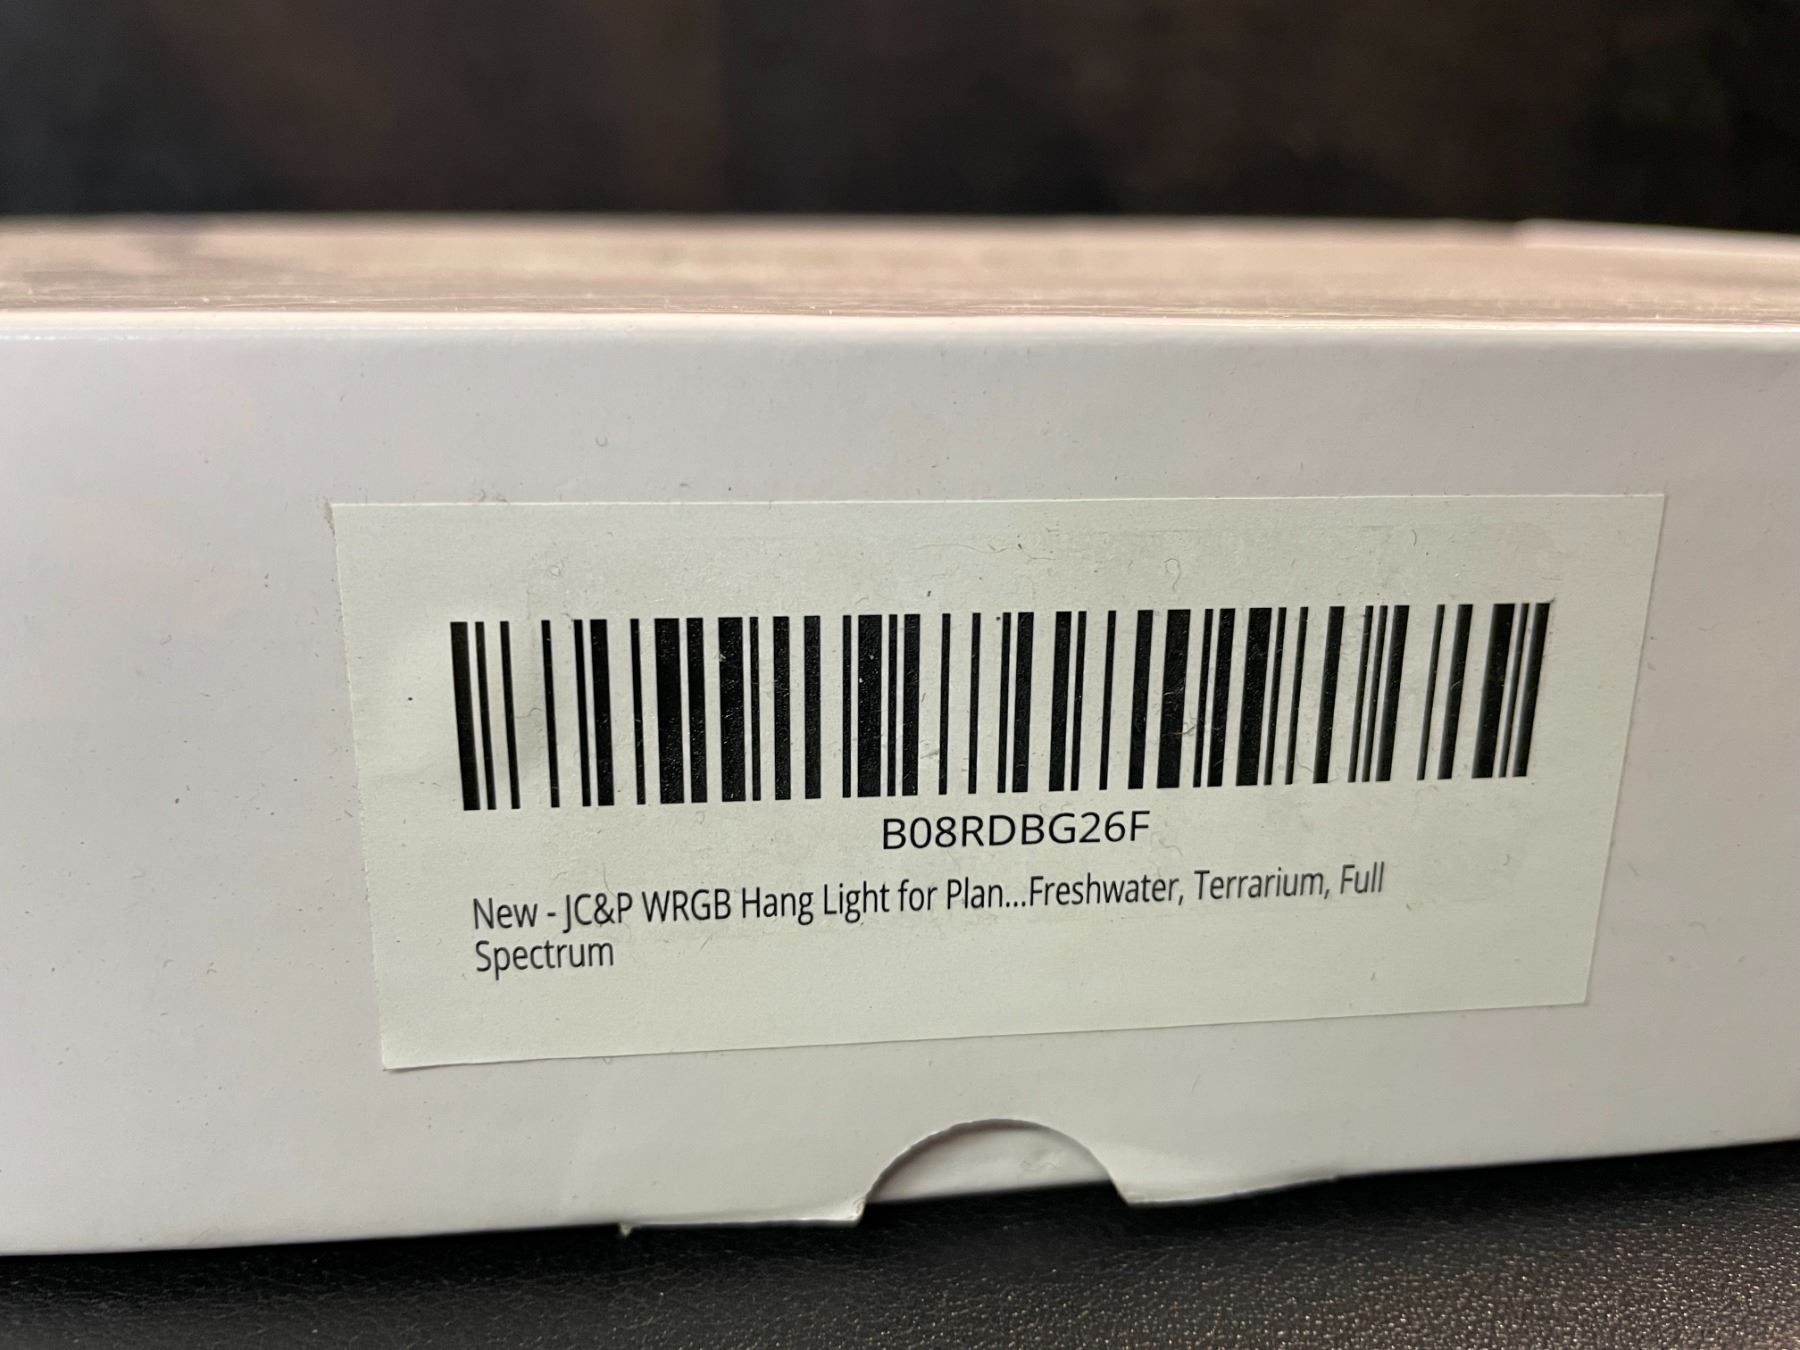 B08RDBG26F
New - JC&P WRGB Hang Light for Plan...Freshwater, Terrarium, Full
Spectrum